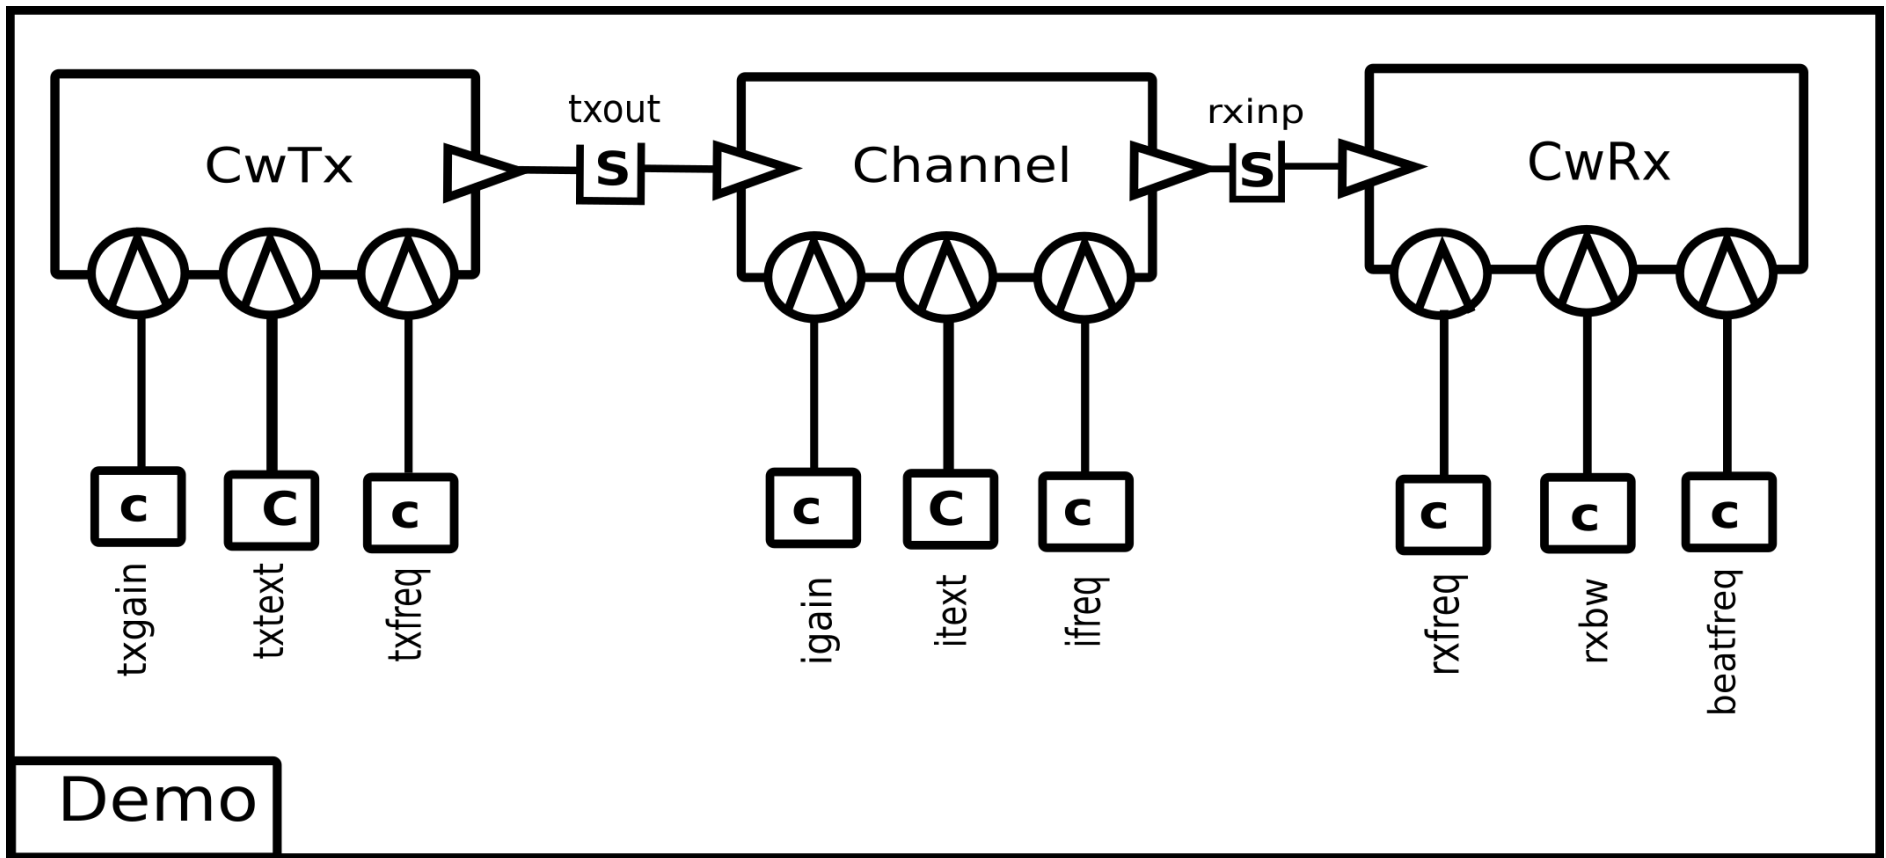 txout
rxinp
CwTx
S
Channel
S
CwRx
c
C
c
c
C
c
c
c
c
txgain
txtext
txfreq
igain
itext
ifreq
rxfreq
rxbw
beatfreq
Demo